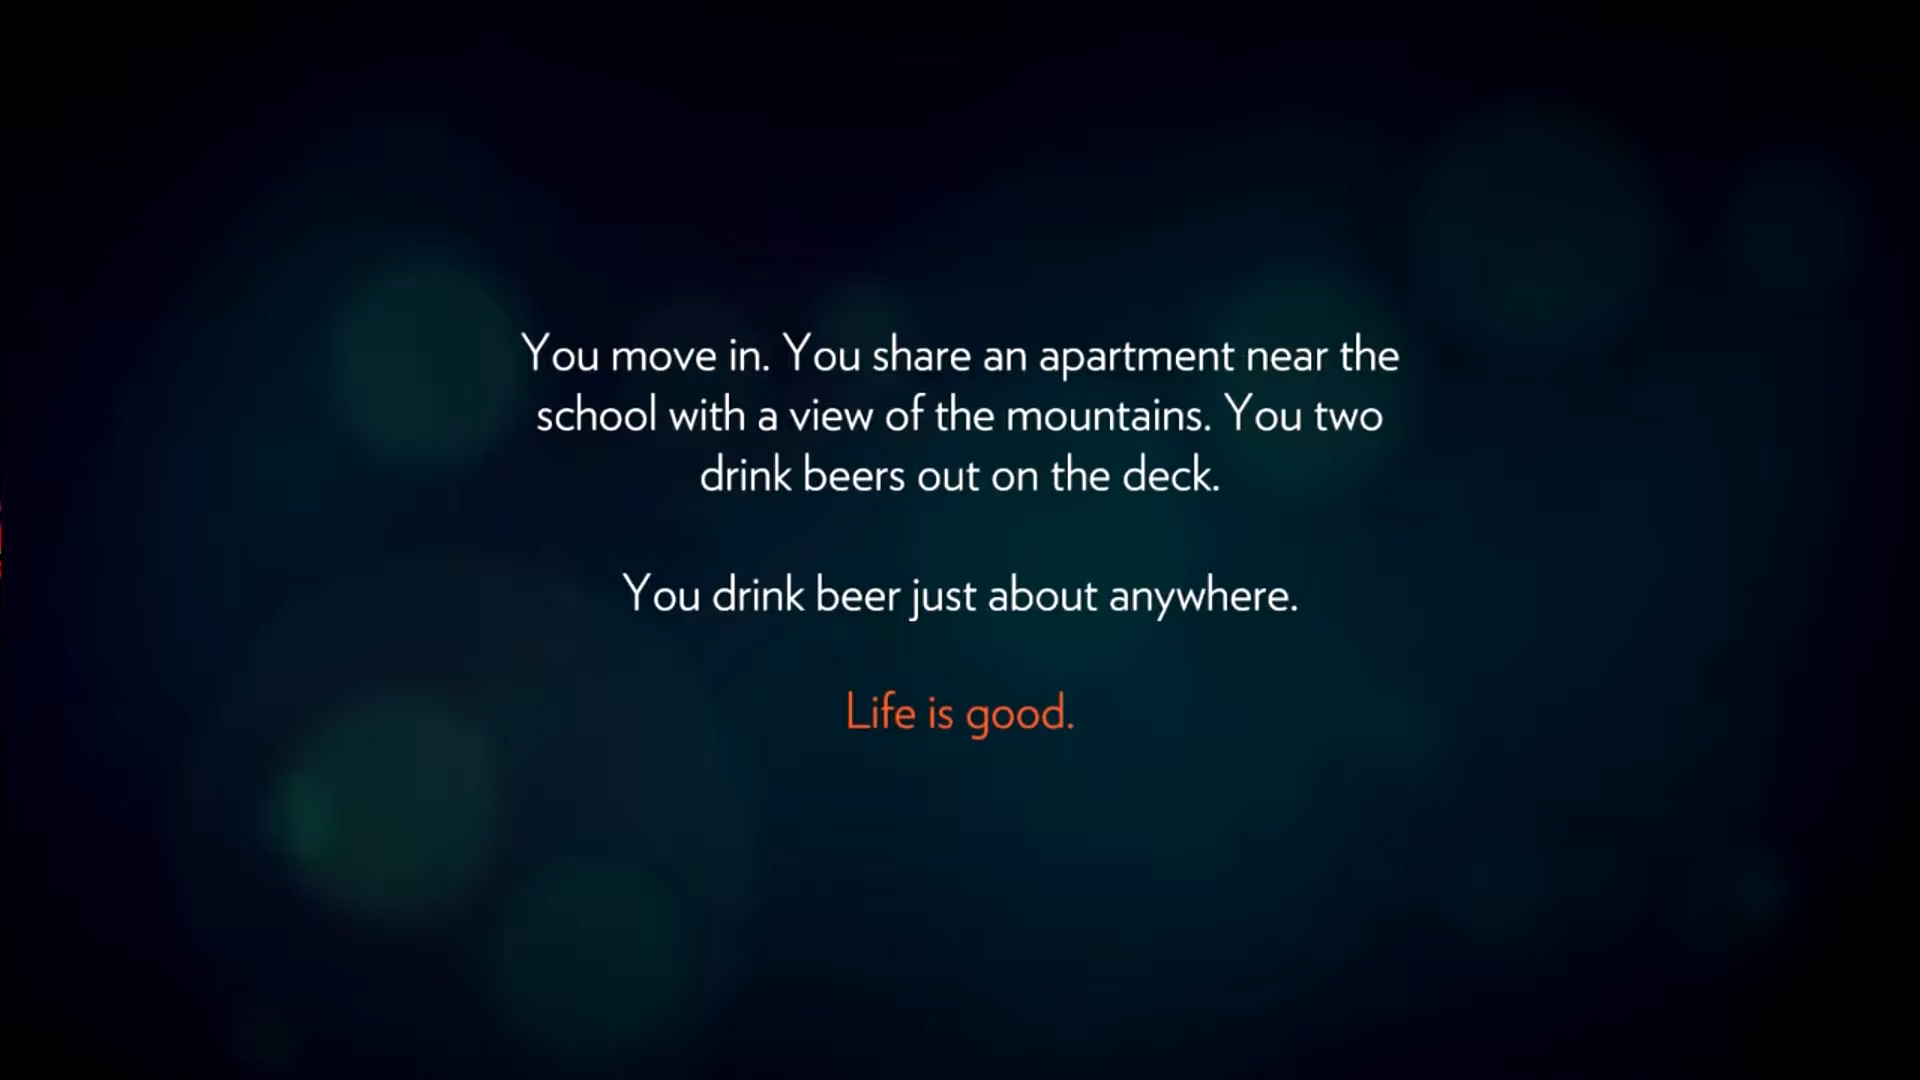 You move in. You share an apartment near the
school with a view of the mountains. You two
drink beers out on the deck.
You drink beer just about anywhere.
Life is good.